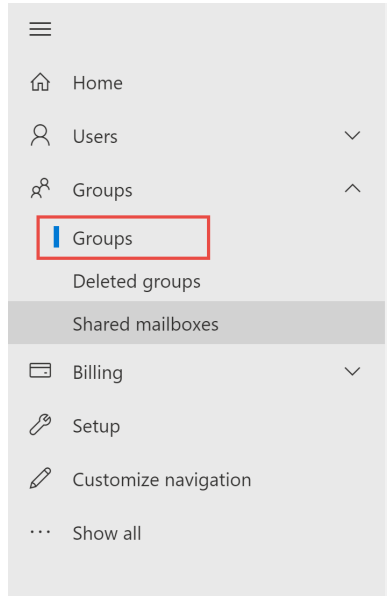 Home
Users
Groups
Groups
Deleted groups
Shared mailboxes
Billing
Setup
Customize navigation
Show all